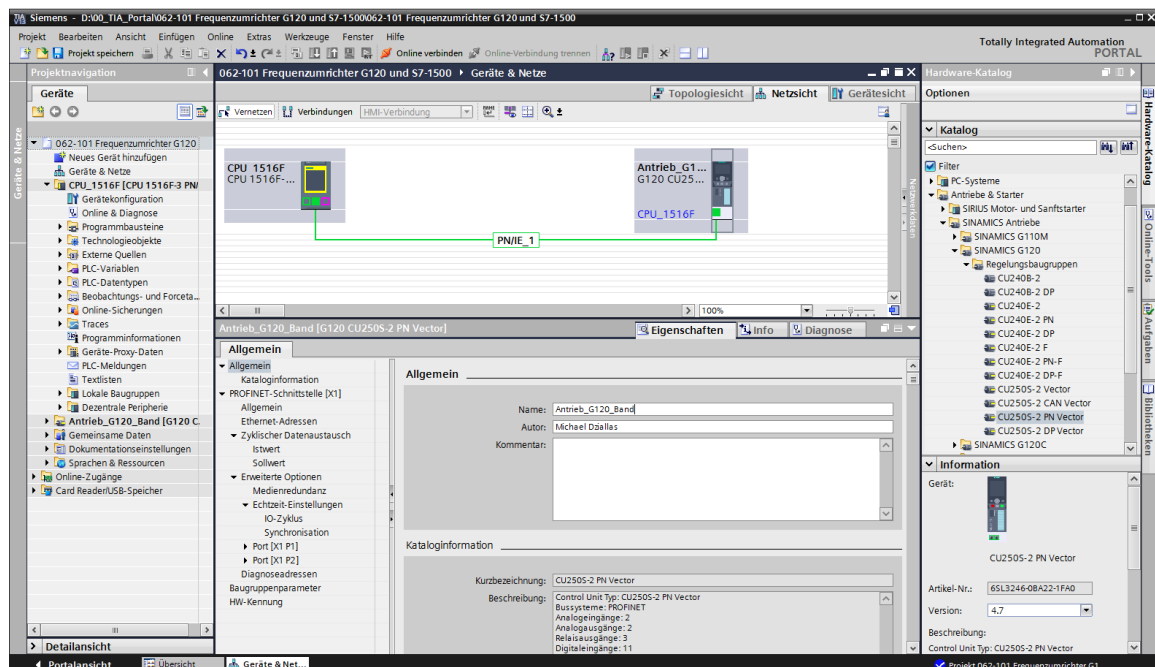 Siemens - D:\00_TIA_Portal\062-101 Frequenzumrichter G120 und S7-1500\062-101 Frequenzumrichter G120 und S7-1500
Projekt Bearbeiten Ansicht Einfügen Online Extras Werkzeuge Fenster Hilfe
Totally Integrated Automation
PORTAL
Projekt speichern
Online verbinden
Online-Verbindung trennen
Projektnavigation
Geräte
Geräte & Netze
062-101 Frequenzumrichter G120
Neues Gerät hinzufügen
Geräte & Netze
CPU_1516F [CPU 1516F-3 PN/
Gerätekonfiguration
Online & Diagnose
Programmbausteine
Technologieobjekte
Externe Quellen
PLC-Variablen
PLC-Datentypen
Beobachtungs- und Forceta...
Online-Sicherungen
Traces
Programminformationen
Geräte-Proxy-Daten
PLC-Meldungen
Textlisten
Lokale Baugruppen
Dezentrale Peripherie
Antrieb_G120_Band [G120 C.
Gemeinsame Daten
Dokumentationseinstellungen
Sprachen & Ressourcen
Online-Zugänge
Card Reader/USB-Speicher
Detailansicht
062-101 Frequenzumrichter G120 und S7-1500 Geräte & Netze
Topologiesicht Netzsicht Gerätesicht
Vernetzen Verbindungen HMI-Verbindung
CPU 1516F
CPU 1516F-...
Antrieb_G1...
G120 CU25...
CPU_1516F
PN/IE_1
Netzwerkdaten
100%
Antrieb_G120_Band [G120 CU250S-2 PN Vector]
Eigenschaften Info Diagnose
Allgemein
Allgemein
Kataloginformation
PROFINET-Schnittstelle [X1]
Allgemein
Ethernet-Adressen
Zyklischer Datenaustausch
Istwert
Sollwert
Erweiterte Optionen
Medienredundanz
Echtzeit-Einstellungen
IO-Zyklus
Synchronisation
Port [X1 P1]
Port [X1 P2]
Diagnoseadressen
Baugruppenparameter
HW-Kennung
Allgemein
Name: Antrieb_G120_Band
Autor: Michael Dziallas
Kommentar:
Kataloginformation
Kurzbezeichnung: CU250S-2 PN Vector
Beschreibung: Control Unit Typ: CU250S-2 PN Vector
Bussysteme: PROFINET
Analogeingänge: 2
Analogausgänge: 2
Relaisausgänge: 3
Digitaleingänge: 11
Hardware-Katalog
Optionen
Katalog
<Suchen>
Filter
PC-Systeme
Antriebe & Starter
SIRIUS Motor- und Sanftstarter
SINAMICS Antriebe
SINAMICS G110M
SINAMICS G120
Regelungsbaugruppen
CU240B-2
CU240B-2 DP
CU240E-2
CU240E-2 PN
CU240E-2 DP
CU240E-2 F
CU240E-2 PN-F
CU240E-2 DP-F
CU250S-2 Vector
CU250S-2 CAN Vector
CU250S-2 PN Vector
CU250S-2 DP Vector
SINAMICS G120C
Information
Gerät:
CU250S-2 PN Vector
Artikel-Nr.: 6SL3246-0BA22-1FA0
Version: 4.7
Beschreibung:
Control Unit Typ: CU250S-2 PN Vector
Hardware-Katalog
Online-Tools
Aufgaben
Bibliotheken
Portalansicht Übersicht Geräte & Net...
Projekt 062-101 Frequenzumrichter G1